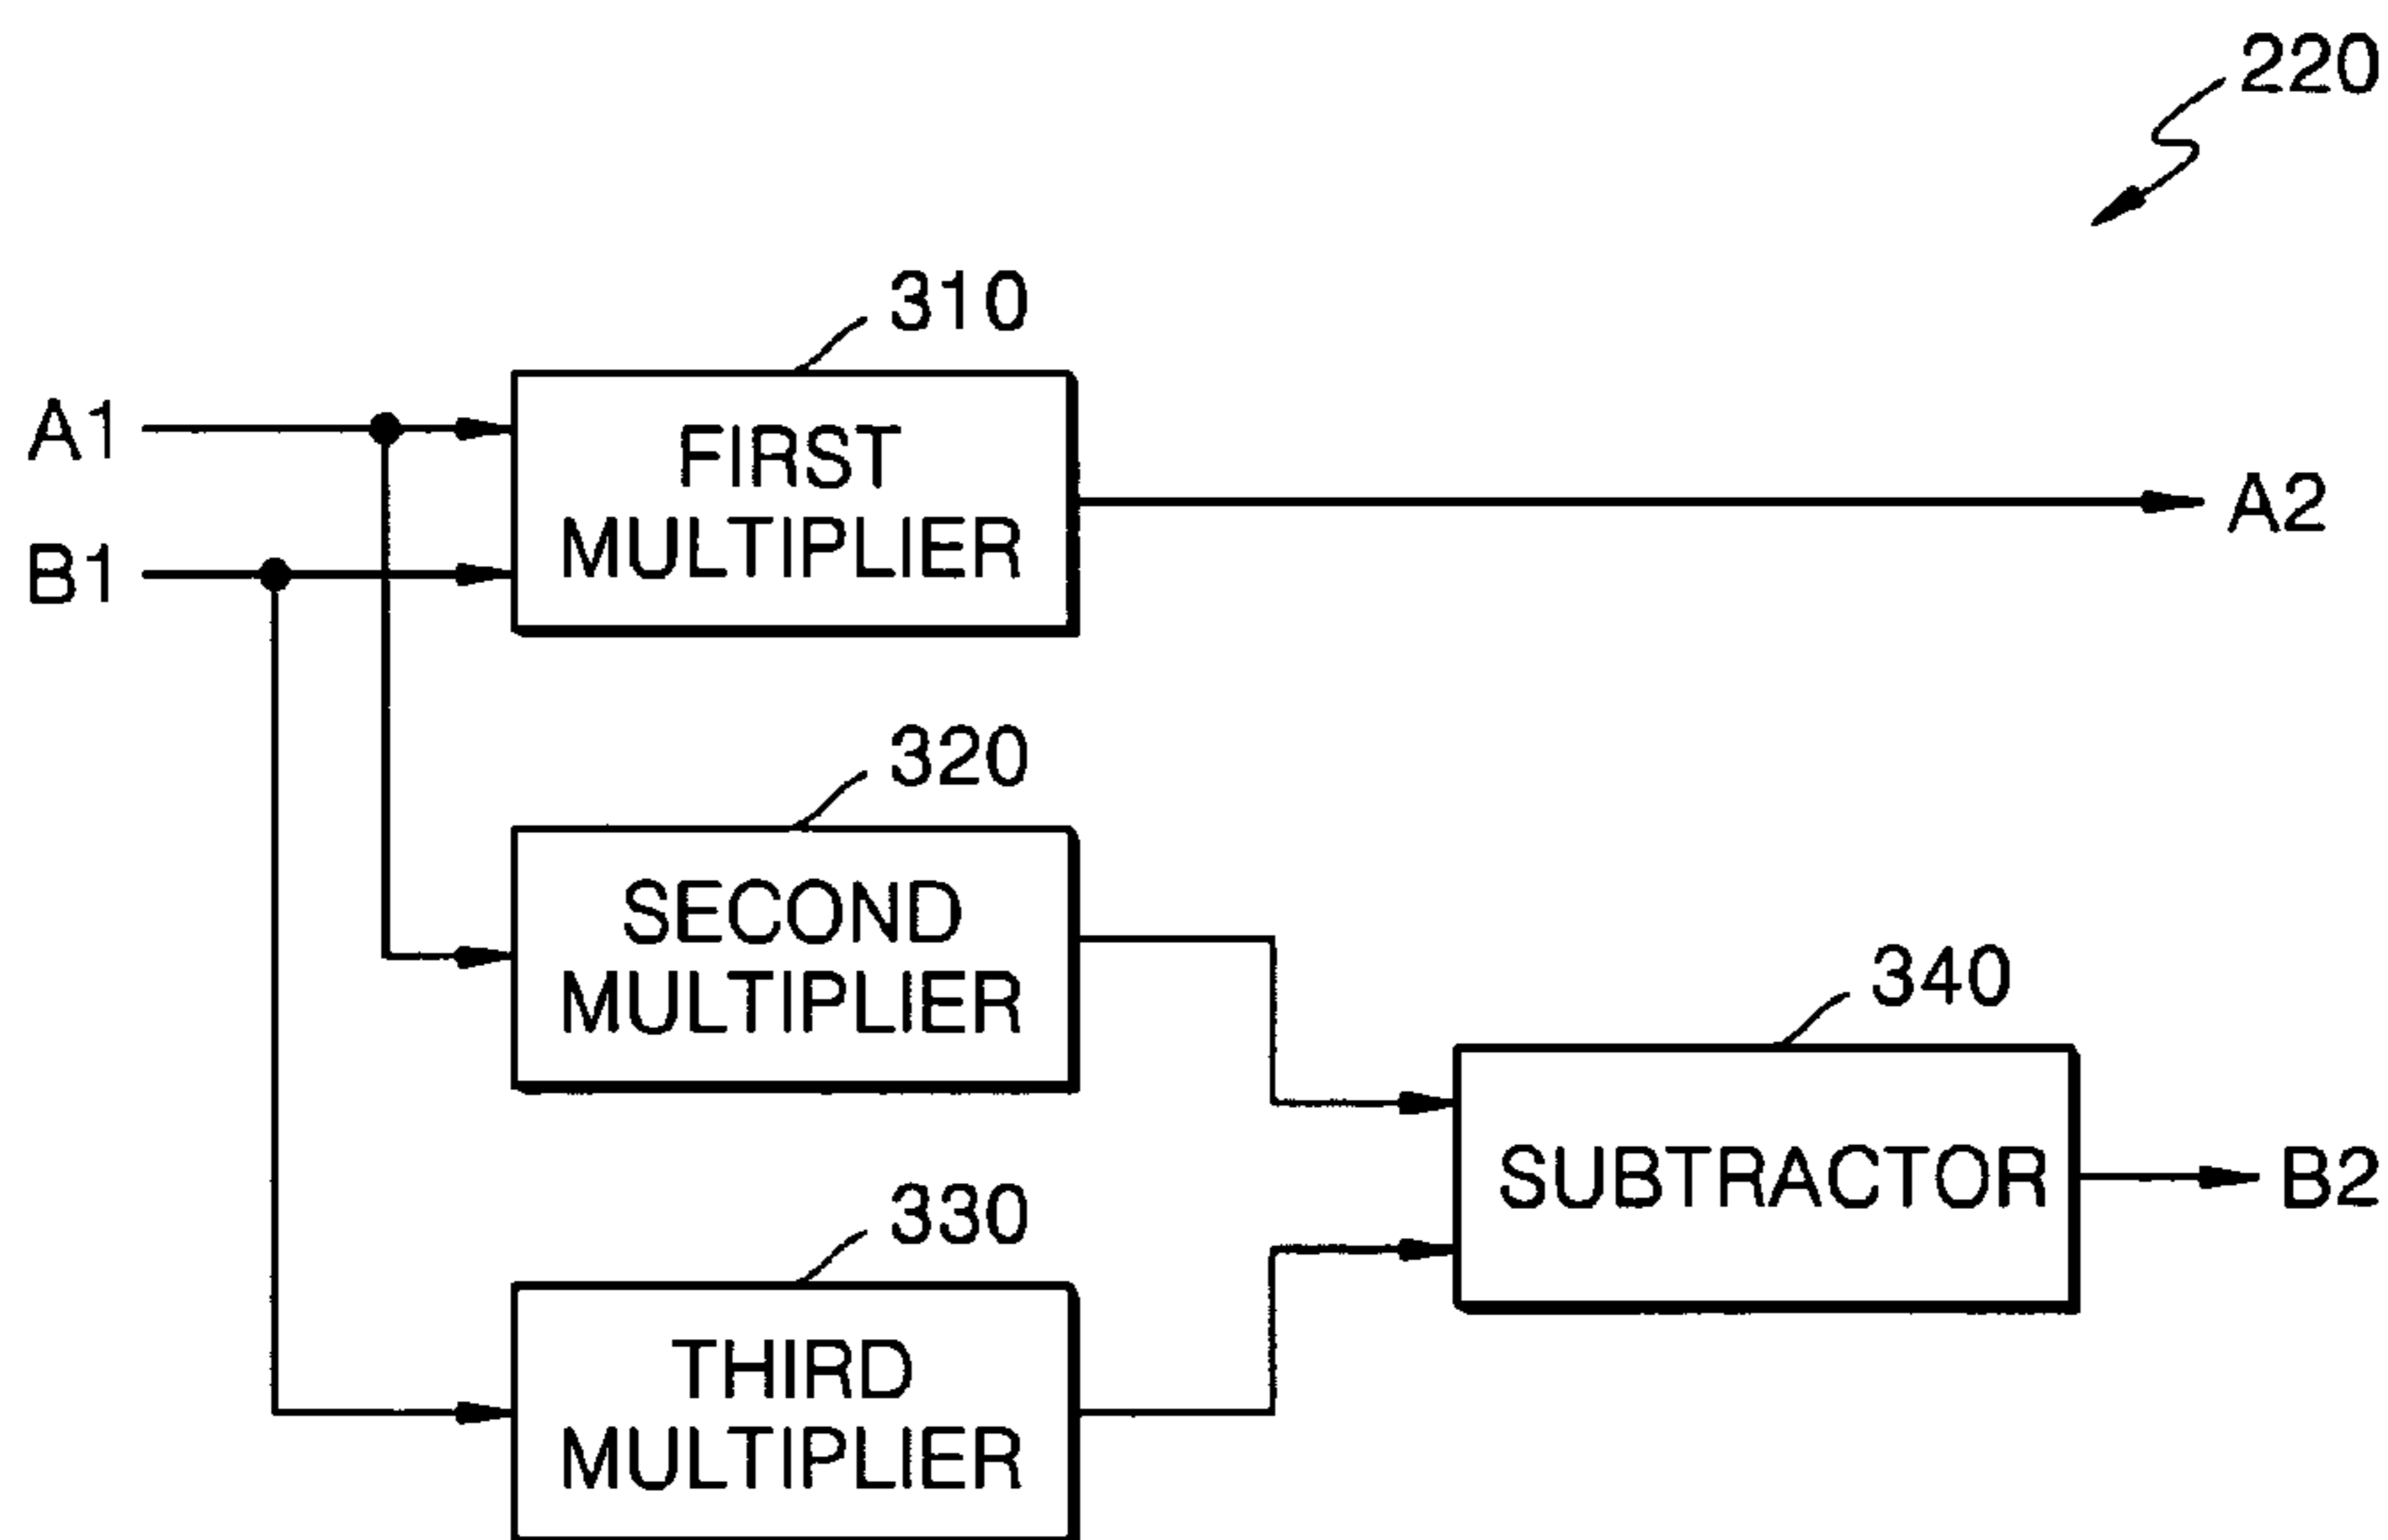 220
310
A1
FIRST
MULTIPLIER
A2
B1
320
SECOND
MULTIPLIER
340
SUBTRACTOR
B2
330
THIRD
MULTIPLIER